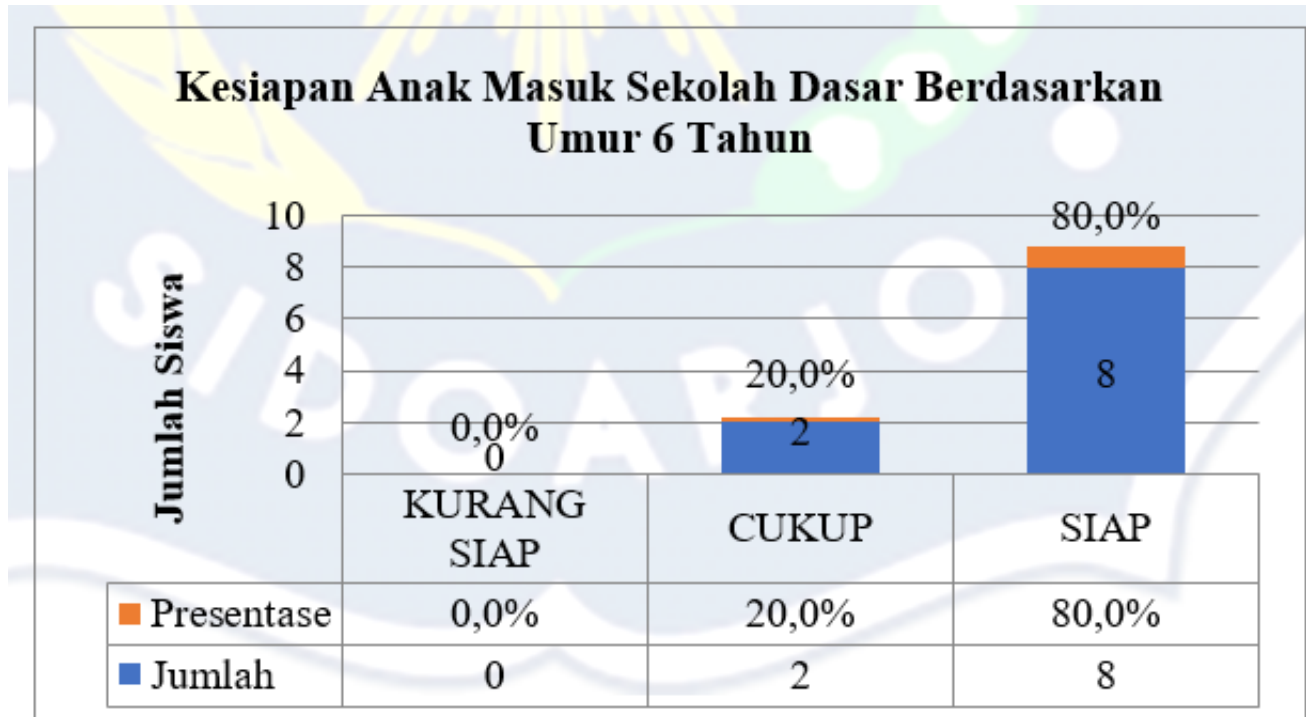 Kesiapan Anak Masuk Sekolah Dasar Berdasarkan
Umur 6 Tahun
Jumlah Siswa
10
8
6
4
2
0
0,0%
0
20,0%
2
80,0%
8
KURANG
SIAP
CUKUP
SIAP
Presentase 0,0% 20,0% 80,0%
Jumlah 0 2 8
SIDOARJO